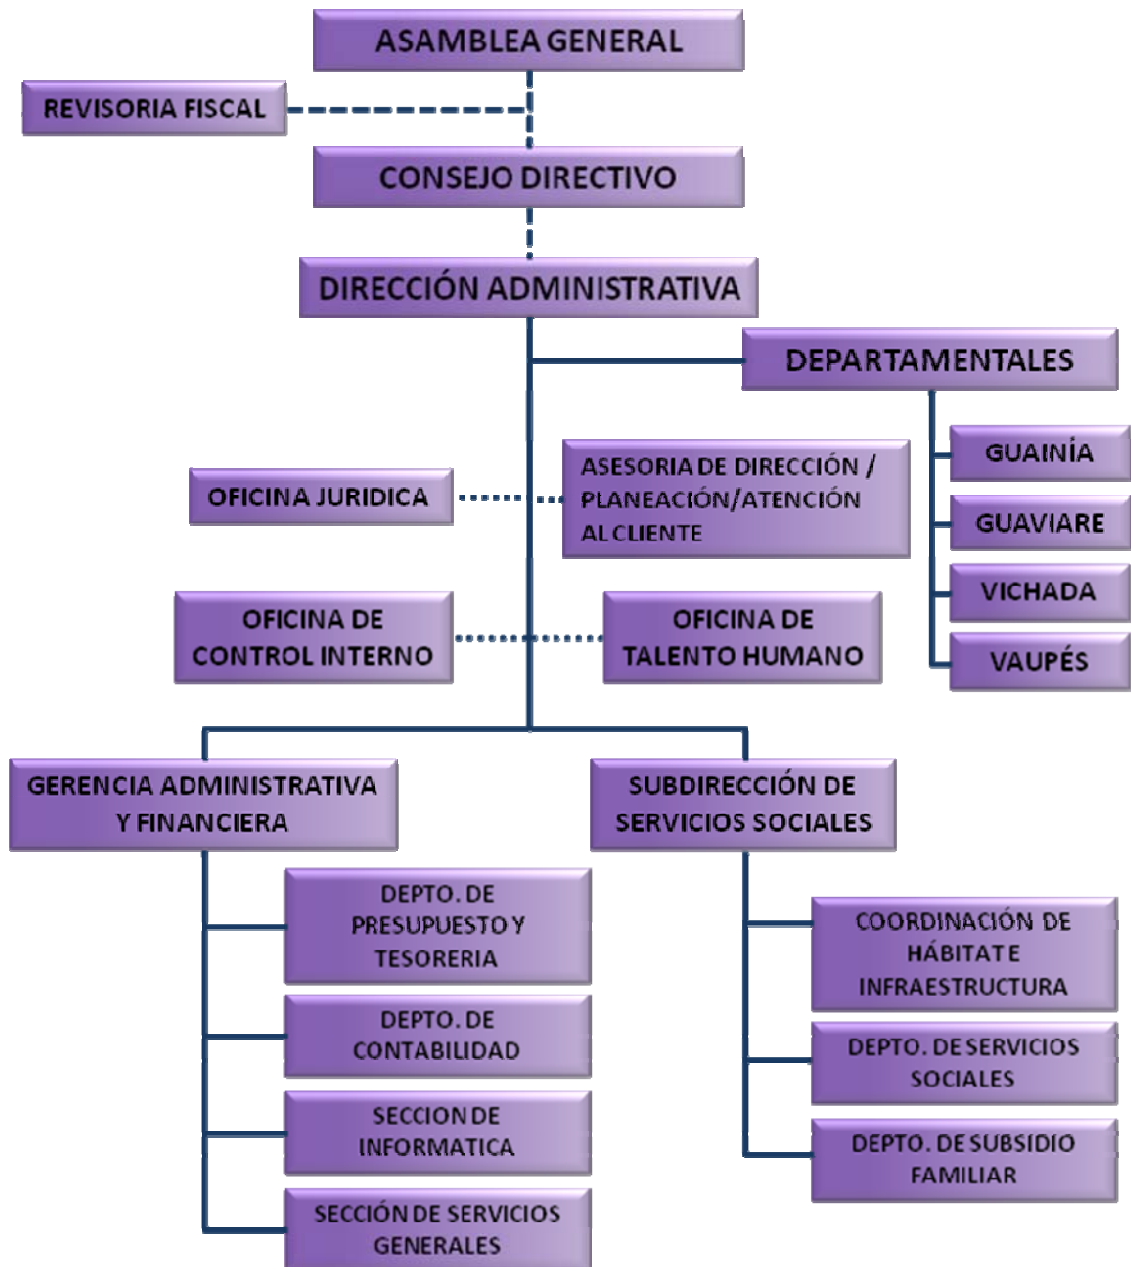 ASAMBLEA GENERAL
REVISORIA FISCAL
CONSEJO DIRECTIVO
DIRECCIÓN ADMINISTRATIVA
DEPARTAMENTALES
GUAINÍA
GUAVIARE
VICHADA
VAUPÉS
OFICINA JURIDICA
ASESORIA DE DIRECCIÓN /
PLANEACIÓN/ATENCIÓN
AL CLIENTE
OFICINA DE
CONTROL INTERNO
OFICINA DE
TALENTO HUMANO
GERENCIA ADMINISTRATIVA
Y FINANCIERA
DEPTO. DE
PRESUPUESTO Y
TESORERIA
DEPTO. DE
CONTABILIDAD
SECCION DE
INFORMATICA
SECCIÓN DE SERVICIOS
GENERALES
SUBDIRECCIÓN DE
SERVICIOS SOCIALES
COORDINACIÓN DE
HÁBITAT E
INFRAESTRUCTURA
DEPTO. DE SERVICIOS
SOCIALES
DEPTO. DE SUBSIDIO
FAMILIAR